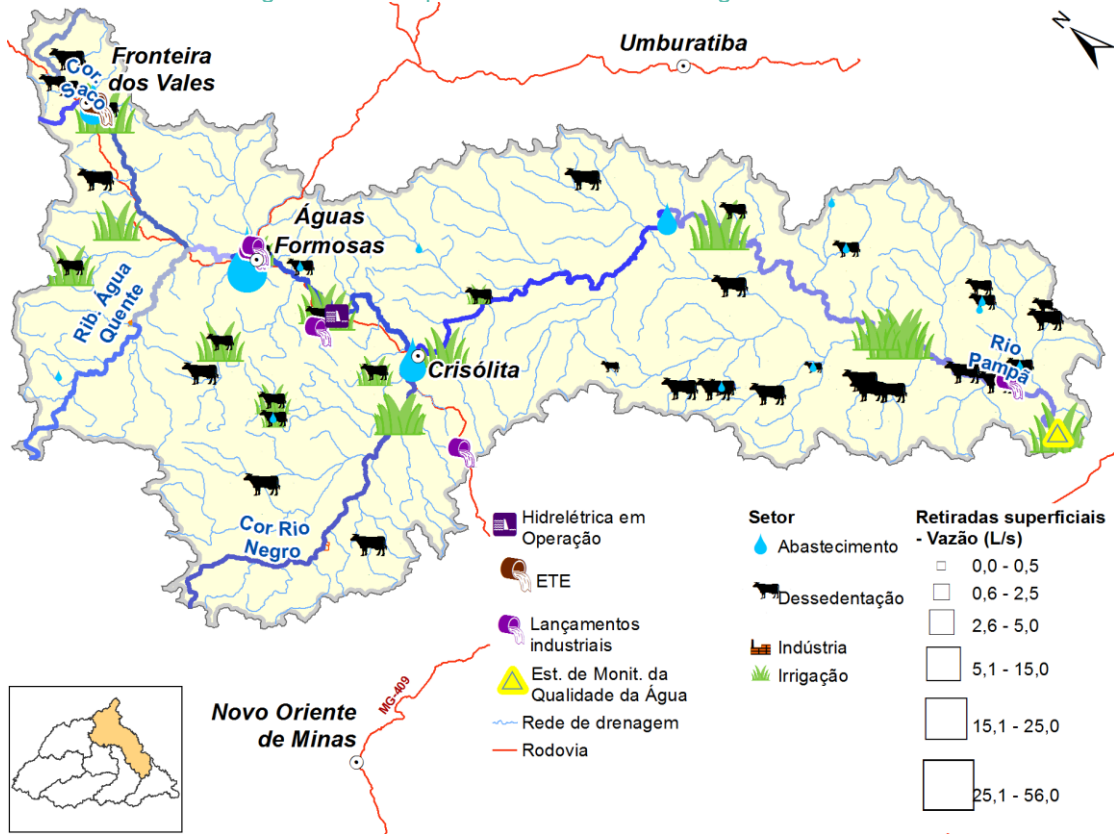 N
Umburatiba
Fronteira
dos Vales
Cor.
Saco
Águas
Formosas
Rib. Água
Quente
Crisólita
Rio
Pampã
Cor Rio
Negro
Novo Oriente
de Minas
MG-409
Hidrelétrica em
Operação
ETE
Lançamentos
industriais
Est. de Monit. da
Qualidade da Água
Rede de drenagem
Rodovia
Setor
Abastecimento
Dessedentação
Indústria
Irrigação
Retiradas superficiais
- Vazão (L/s)
0,0 - 0,5
0,6 - 2,5
2,6 - 5,0
5,1 - 15,0
15,1 - 25,0
25,1 - 56,0